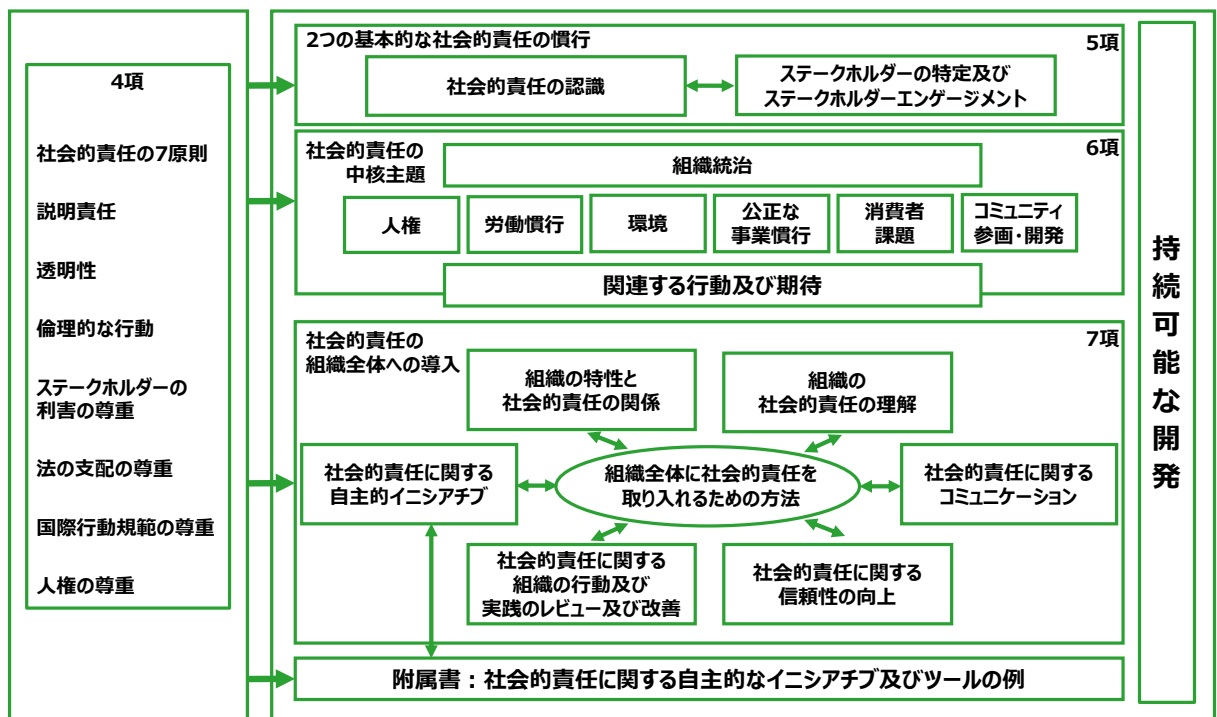 4項
社会的責任の7原則
説明責任
透明性
倫理的な行動
ステークホルダーの
利害の尊重
法の支配の尊重
国際行動規範の尊重
人権の尊重
2つの基本的な社会的責任の慣行
5項
社会的責任の認識
ステークホルダーの特定及び
ステークホルダーエンゲージメント
社会的責任の
中核主題
6項
組織統治
人権
労働慣行
環境
公正な
事業慣行
消費者
課題
コミュニティ
参画・開発
関連する行動及び期待
社会的責任の
組織全体への導入
7項
組織の特性と
社会的責任の関係
組織の
社会的責任の理解
社会的責任に関する
自主的イニシアチブ
組織全体に社会的責任を
取り入れるための方法
社会的責任に関する
コミュニケーション
社会的責任に関する
組織の行動及び
実践のレビュー及び改善
社会的責任に関する
信頼性の向上
附属書：社会的責任に関する自主的なイニシアチブ及びツールの例
持続可能な開発